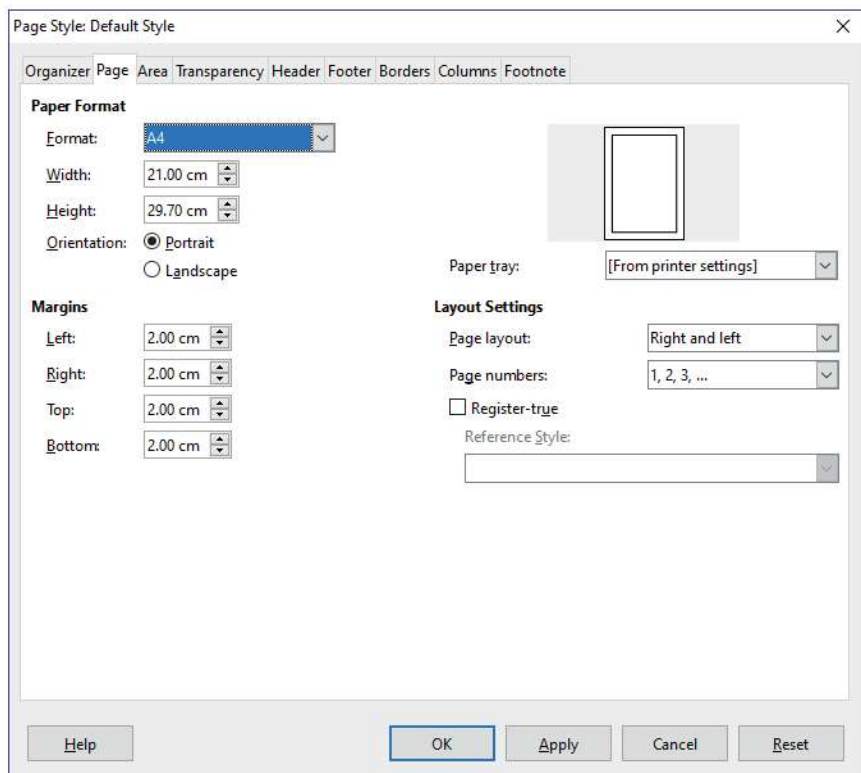 Page Style: Default Style
Organizer Page Area Transparency Header Footer Borders Columns Footnote
Paper Format
Format: A4
Width: 21.00 cm
Height: 29.70 cm
Orientation: Portrait
Landscape
Paper tray: [From printer settings]
Margins
Left: 2.00 cm
Right: 2.00 cm
Top: 2.00 cm
Bottom: 2.00 cm
Layout Settings
Page layout: Right and left
Page numbers: 1, 2, 3, ...
Register-true
Reference Style:
Help OK Apply Cancel Reset